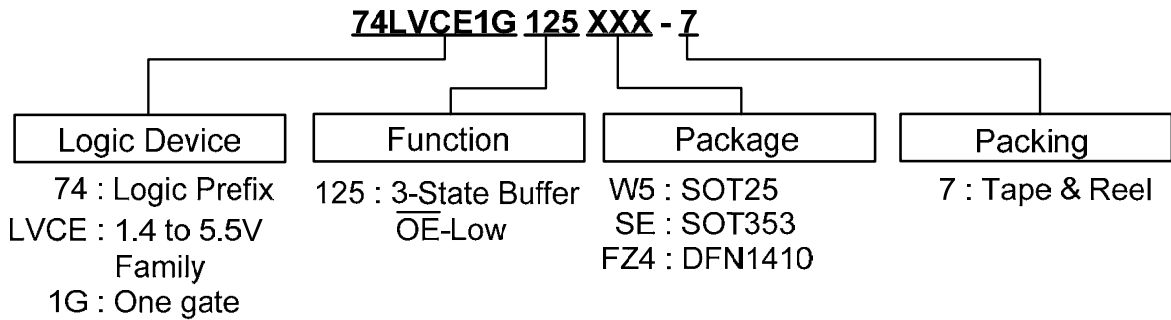 74LVCE1G 125 XXX - 7
Logic Device
74 : Logic Prefix
LVCE : 1.4 to 5.5V
Family
1G : One gate
Function
125 : 3-State Buffer
O̅E̅-Low
Package
W5 : SOT25
SE : SOT353
FZ4 : DFN1410
Packing
7 : Tape & Reel